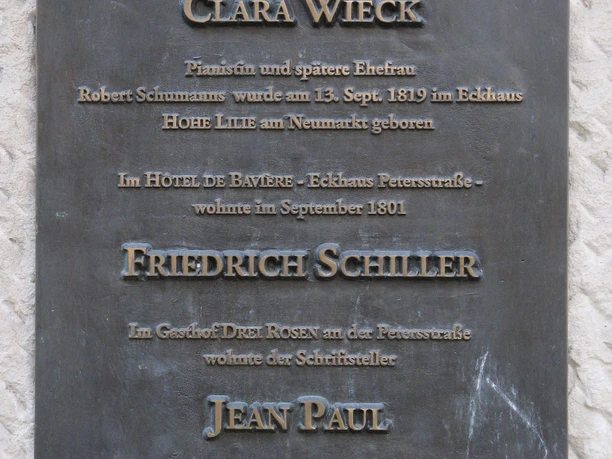 CLARA WIECK
Pianistin und spätere Ehefrau
Robert Schumanns wurde am 13. Sept. 1819 im Eckhaus
HOHE LILIE am Neumarkt geboren
Im HÔTEL DE BAVIÈRE - Eckhaus Petersstraße -
wohnte im September 1801
FRIEDRICH SCHILLER
Im Gasthof DREI ROSEN an der Petersstraße
wohnte der Schriftsteller
JEAN PAUL